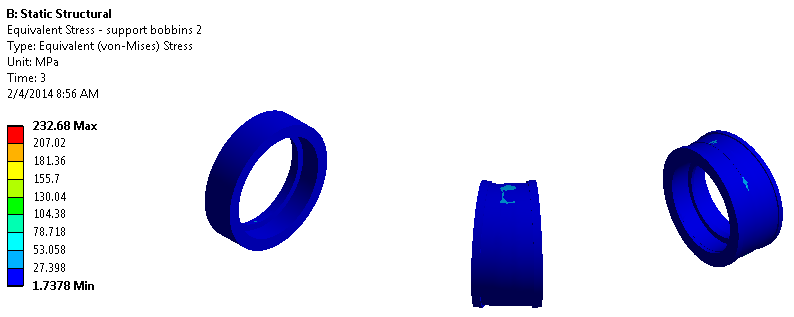 B: Static Structural
Equivalent Stress - support bobbins 2
Type: Equivalent (von-Mises) Stress
Unit: MPa
Time: 3
2/4/2014 8:56 AM
232.68 Max
207.02
181.36
155.7
130.04
104.38
78.718
53.058
27.398
1.7378 Min